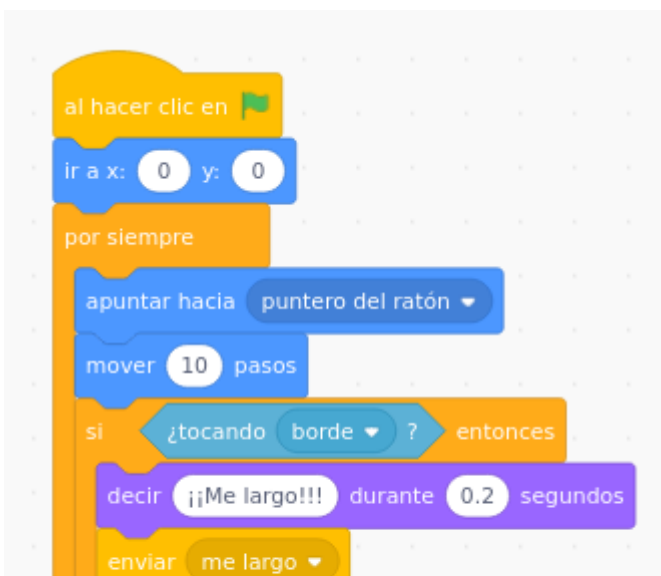 al hacer clic en
ir a x: 0 y: 0
por siempre
apuntar hacia puntero del ratón
mover 10 pasos
si ¿tocando borde ? entonces
decir ¡¡Me largo!!! durante 0.2 segundos
enviar me largo